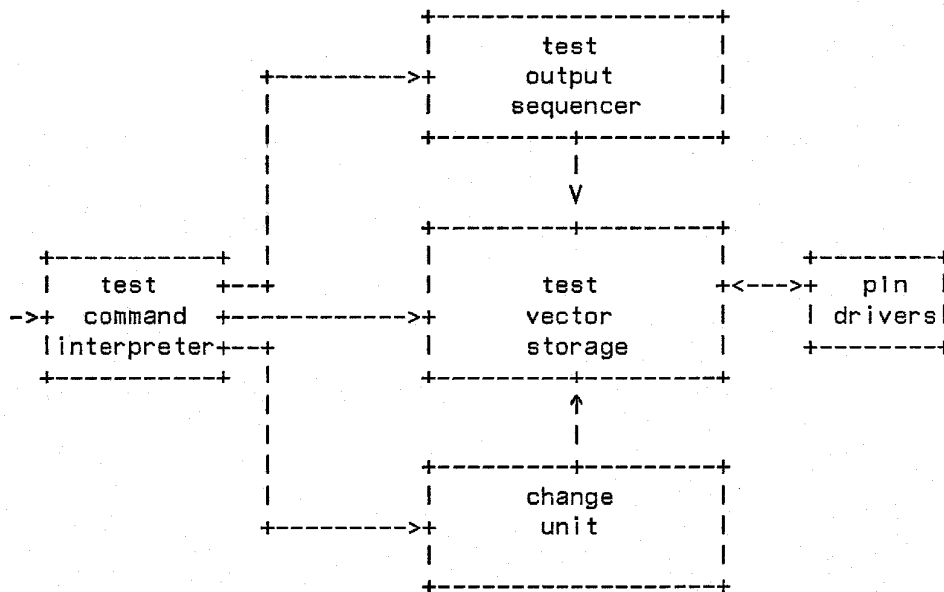 test
output
sequencer
test
command
interpreter
test
vector
storage
pin
drivers
change
unit